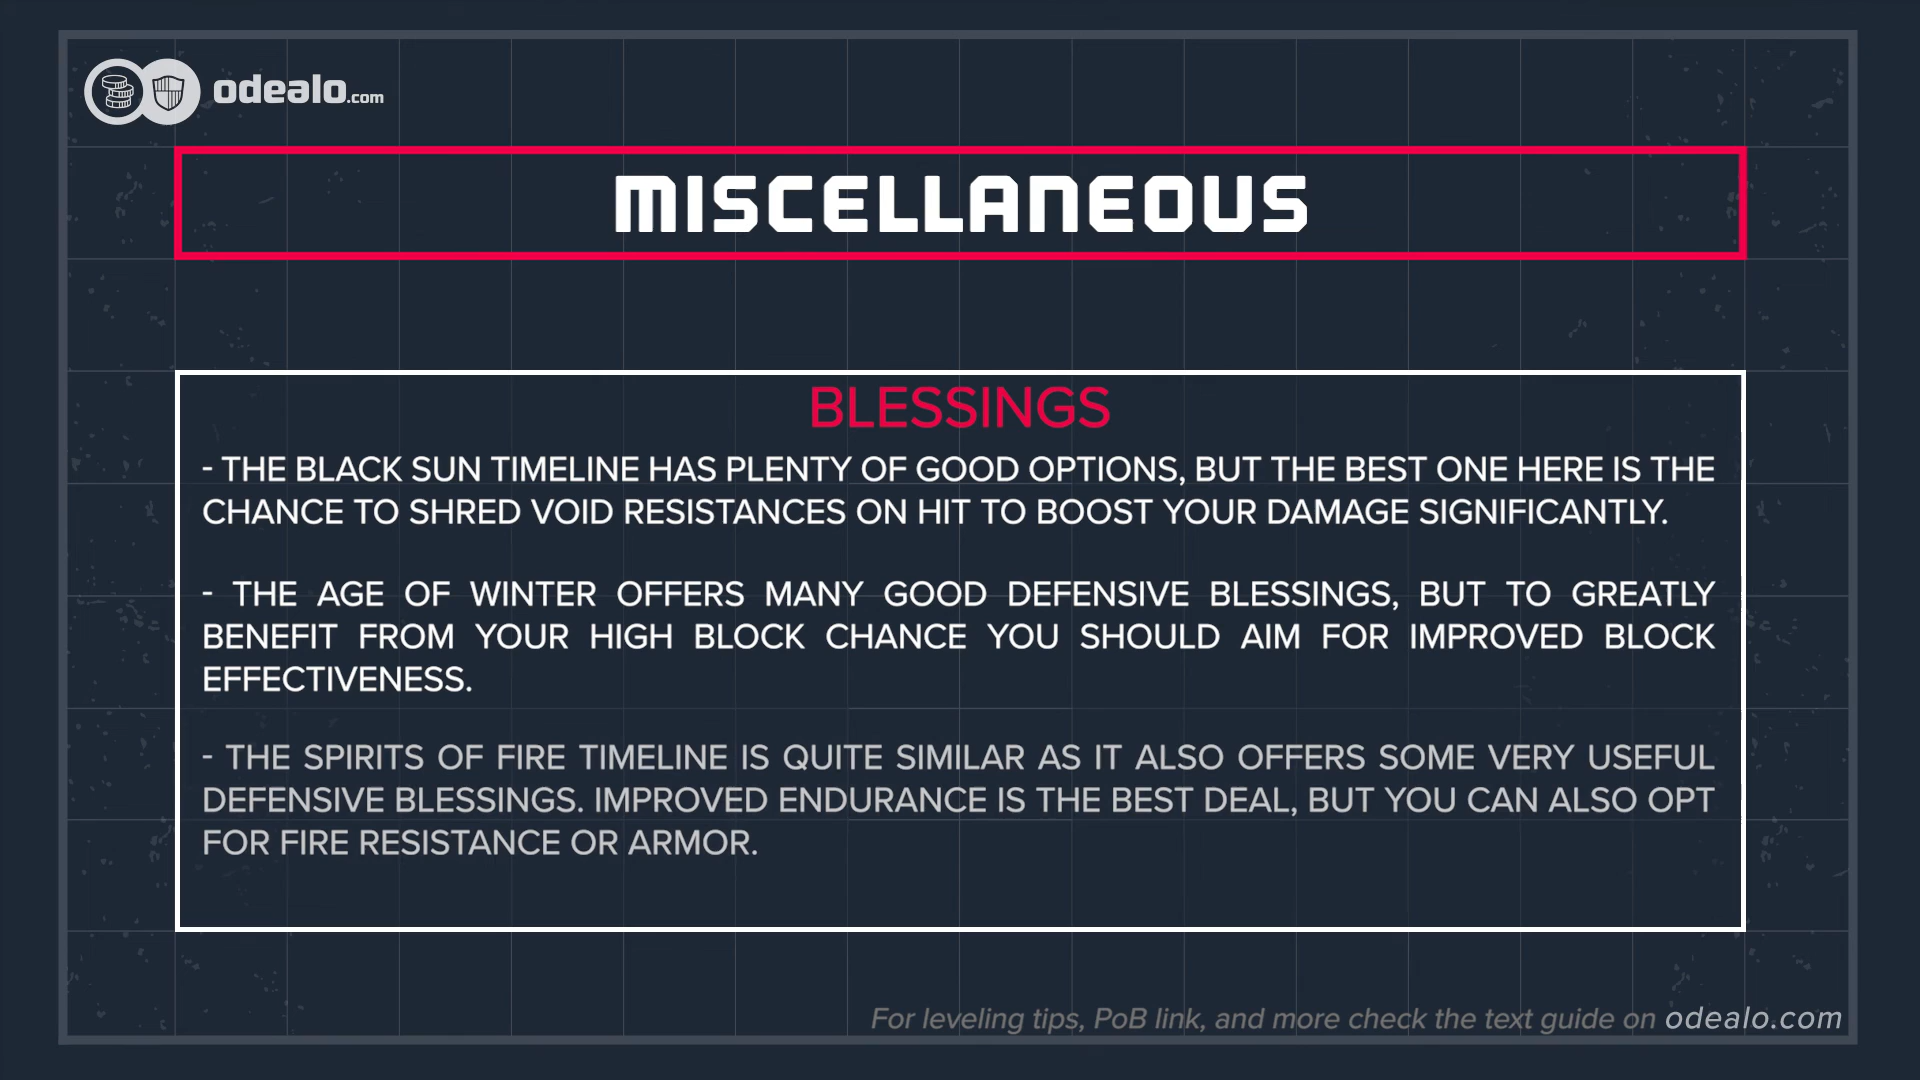 odealo.com
MISCELLANEOUS
BLESSINGS
- THE BLACK SUN TIMELINE HAS PLENTY OF GOOD OPTIONS, BUT THE BEST ONE HERE IS THE
CHANCE TO SHRED VOID RESISTANCES ON HIT TO BOOST YOUR DAMAGE SIGNIFICANTLY.
- THE AGE OF WINTER OFFERS MANY GOOD DEFENSIVE BLESSINGS, BUT TO GREATLY
BENEFIT FROM YOUR HIGH BLOCK CHANCE YOU SHOULD AIM FOR IMPROVED BLOCK
EFFECTIVENESS.
- THE SPIRITS OF FIRE TIMELINE IS QUITE SIMILAR AS IT ALSO OFFERS SOME VERY USEFUL
DEFENSIVE BLESSINGS. IMPROVED ENDURANCE IS THE BEST DEAL, BUT YOU CAN ALSO OPT
FOR FIRE RESISTANCE OR ARMOR.
For leveling tips, PoB link, and more check the text guide on odealo.com